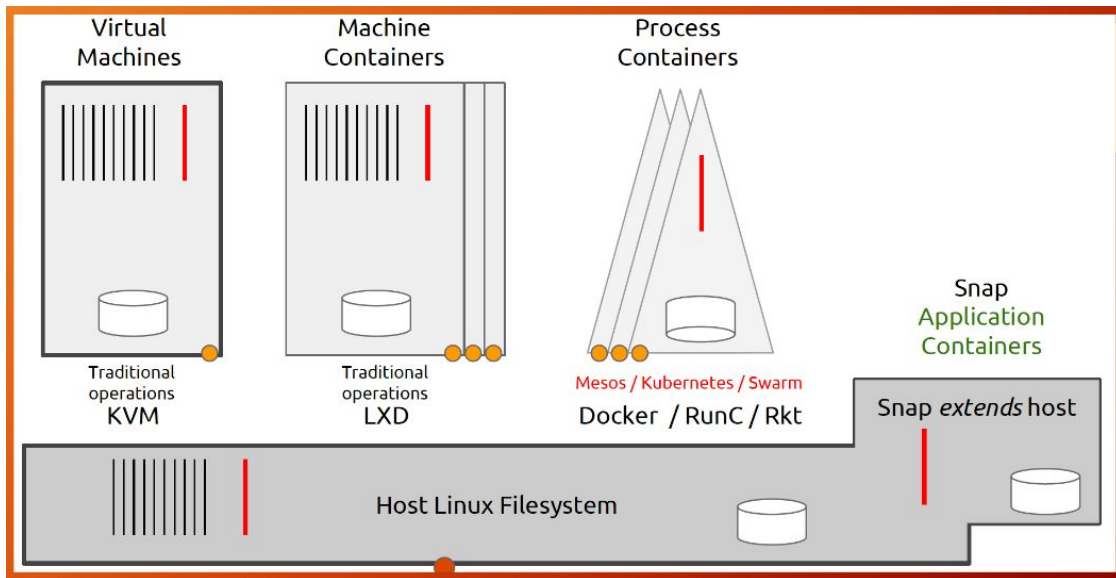 Virtual
Machines
Machine
Containers
Process
Containers
Snap
Application
Containers
Traditional
operations
KVM
Traditional
operations
LXD
Mesos / Kubernetes / Swarm
Docker / RunC / Rkt
Snap extends host
Host Linux Filesystem